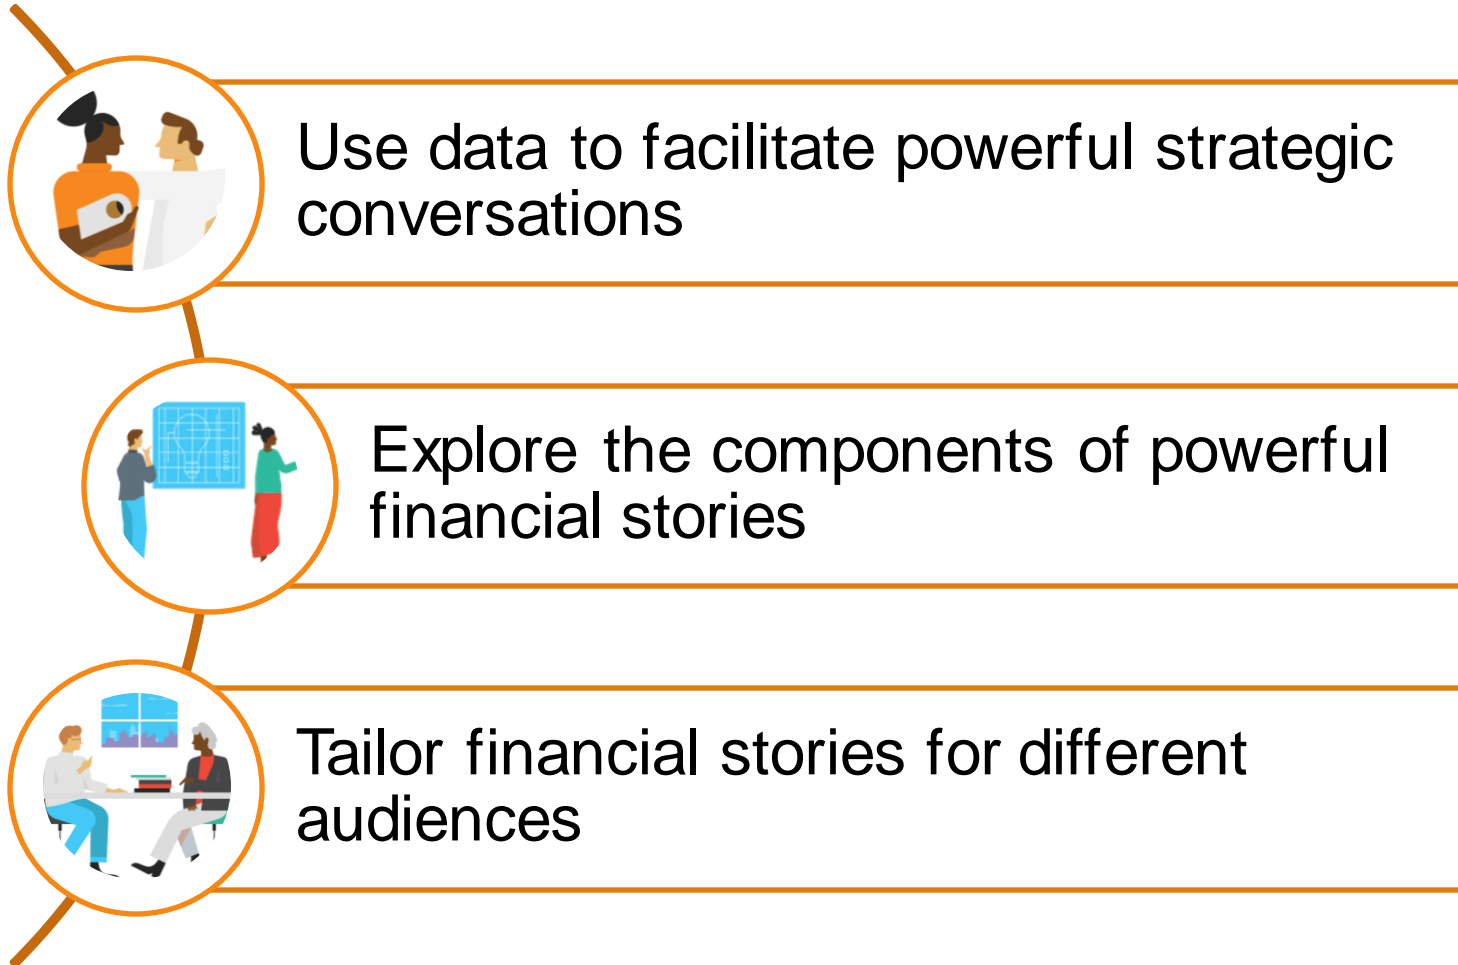 Use data to facilitate powerful strategic
conversations
Explore the components of powerful
financial stories
Tailor financial stories for different
audiences